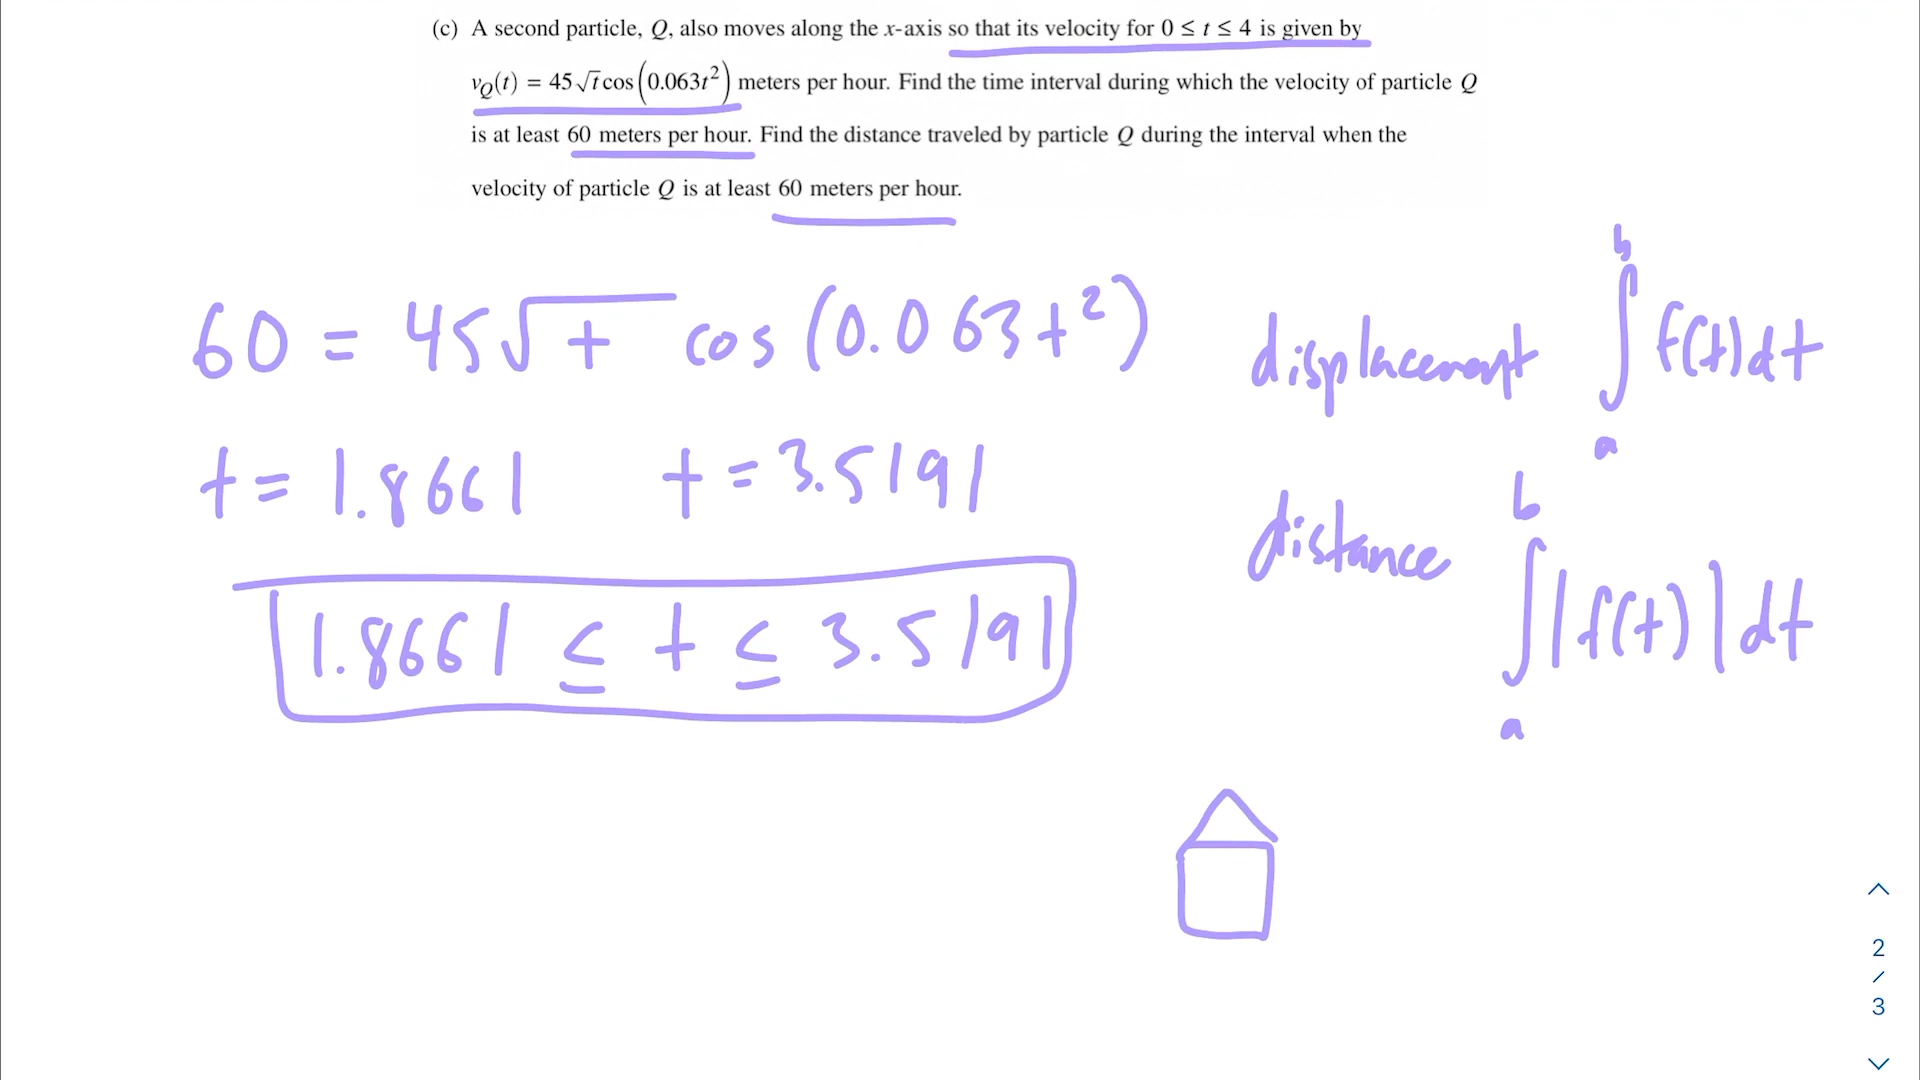 (c) A second particle, Q, also moves along the x-axis so that its velocity for 0 ≤ t ≤ 4 is given by
v_Q(t) = 45√t cos(0.063t²) meters per hour. Find the time interval during which the velocity of particle Q
is at least 60 meters per hour. Find the distance traveled by particle Q during the interval when the
velocity of particle Q is at least 60 meters per hour.
60 = 45√t cos(0.063t²)
displacement ∫_a^b f(t)dt
t = 1.8661 t = 3.5191
distance ∫_a^b |f(t)|dt
1.8661 ≤ t ≤ 3.5191
2
/
3